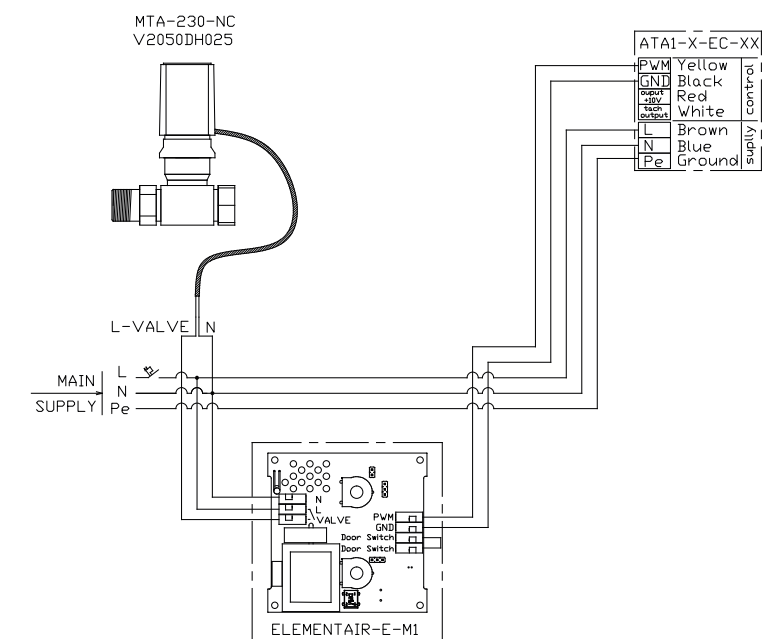 MTA-230-NC
V2050DH025
ATA1-X-EC-XX
PWM Yellow
GND Black
ouput +10V Red
tach output White
control
L Brown
N Blue
Pe Ground
suplly
L-VALVE N
MAIN
SUPPLY
L
N
Pe
N
L
VALVE
PWM
GND
Door Switch
Door Switch
ELEMENTAIR-E-M1